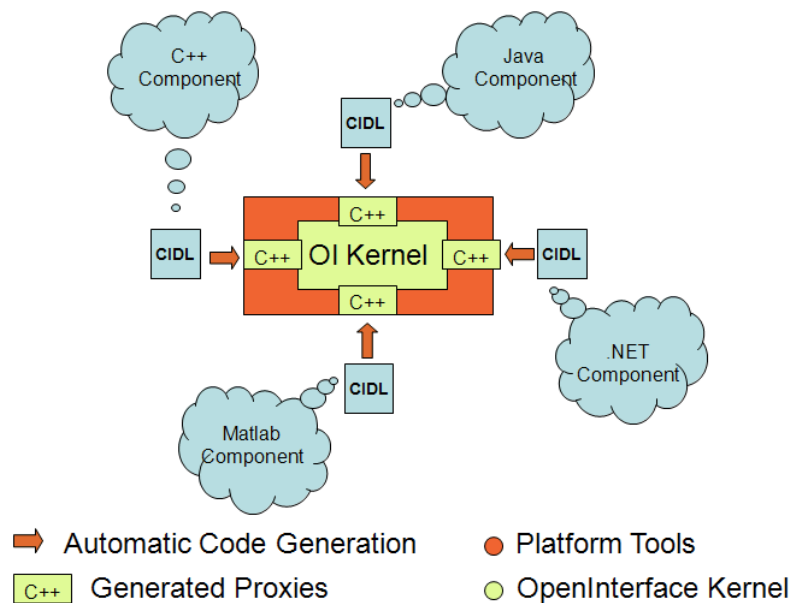 C++
Component
Java
Component
CIDL
C++
CIDL
C++
OI Kernel
C++
CIDL
C++
.NET
Component
CIDL
Matlab
Component
Automatic Code Generation
Platform Tools
C++
Generated Proxies
OpenInterface Kernel